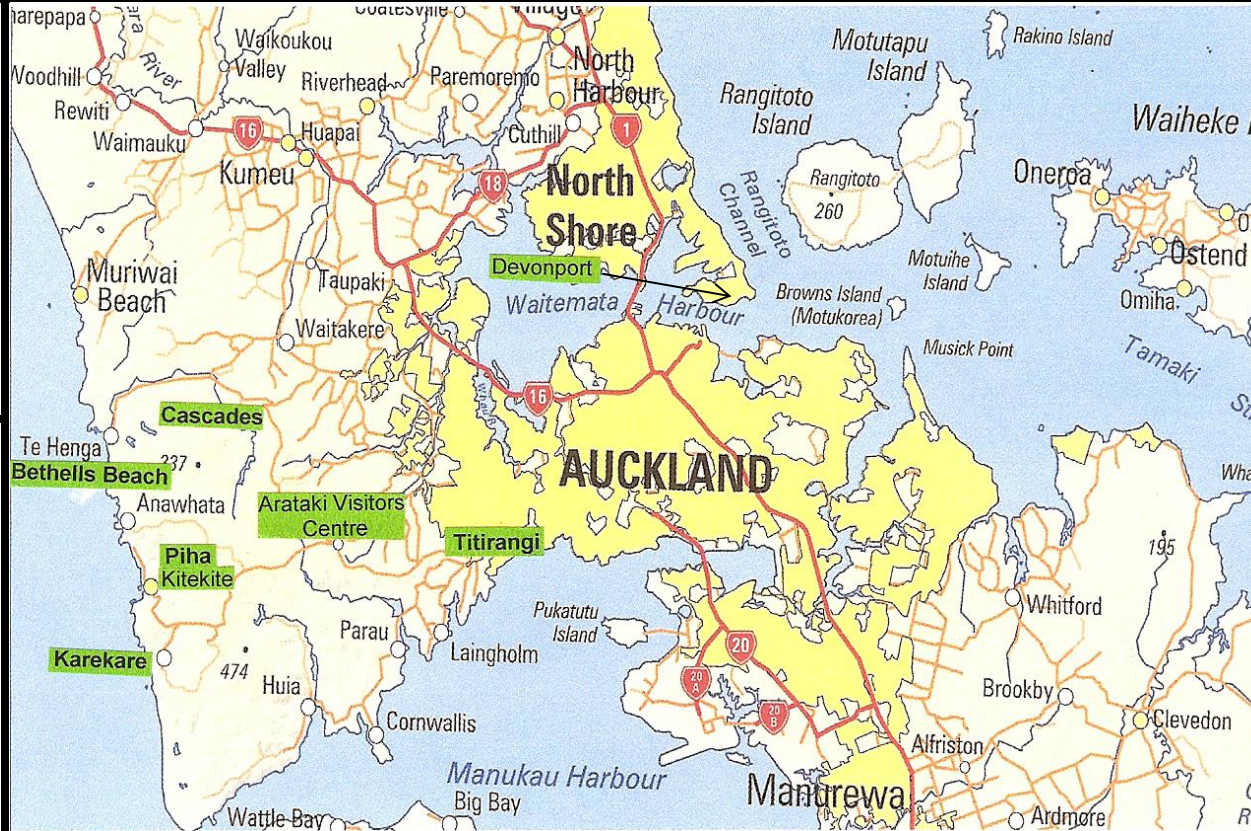 Coatesville
Village
Rakino Island
Waikoukou
Valley
River
Motutapu
Island
Woodhill
Riverhead
Paremoremo
North
Harbour
Rewiti
Rangitoto
Island
Waimauku
16
Huapai
Cuthill
1
Waiheke
Kumeu
18
North
Shore
Rangitoto
Channel
Rangitoto
260
Oneroa
Muriwai
Beach
Taupaki
Devonport
Motuihe
Island
Ostend
Waitemata Harbour
Browns Island
(Motukorea)
Omiha
Waitakere
Musick Point
Tamaki
16
Cascades
Te Henga
237
AUCKLAND
Bethells Beach
Anawhata
Arataki Visitors
Centre
Titirangi
195
Piha
Kitekite
Pukatutu
Island
Whitford
Parau
Laingholm
20
Karekare
474
20
A
Huia
20
B
Brookby
Cornwallis
Clevedon
Alfriston
Manukau Harbour
Manurewa
Big Bay
Wattle Bay
Ardmore